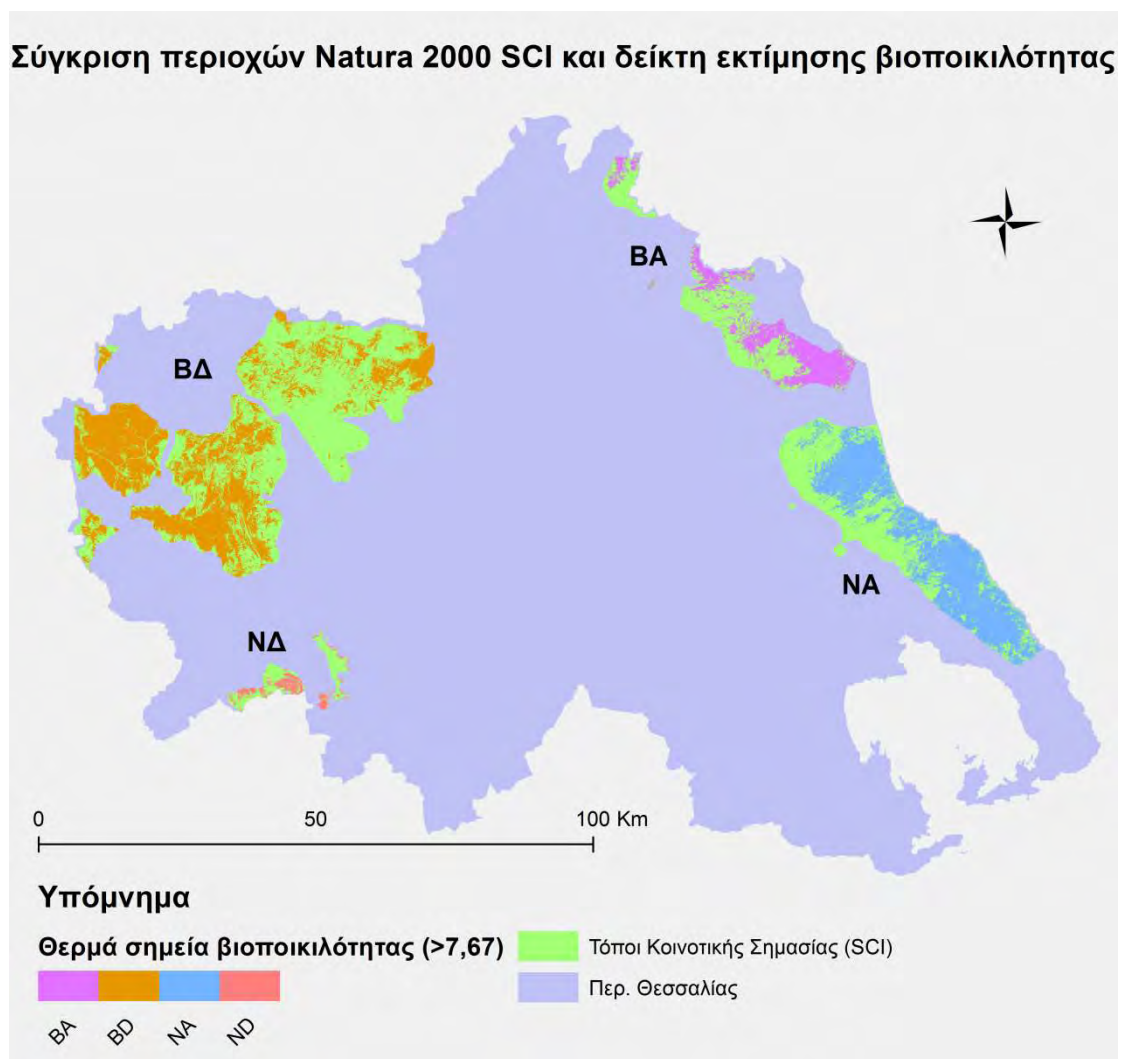 Σύγκριση περιοχών Natura 2000 SCI και δείκτη εκτίμησης βιοποικιλότητας
ΒΑ
ΒΔ
ΝΑ
ΝΔ
0 50 100 Km
Υπόμνημα
Θερμά σημεία βιοποικιλότητας (>7,67)
BA BD NA ND
Τόποι Κοινοτικής Σημασίας (SCI)
Περ. Θεσσαλίας